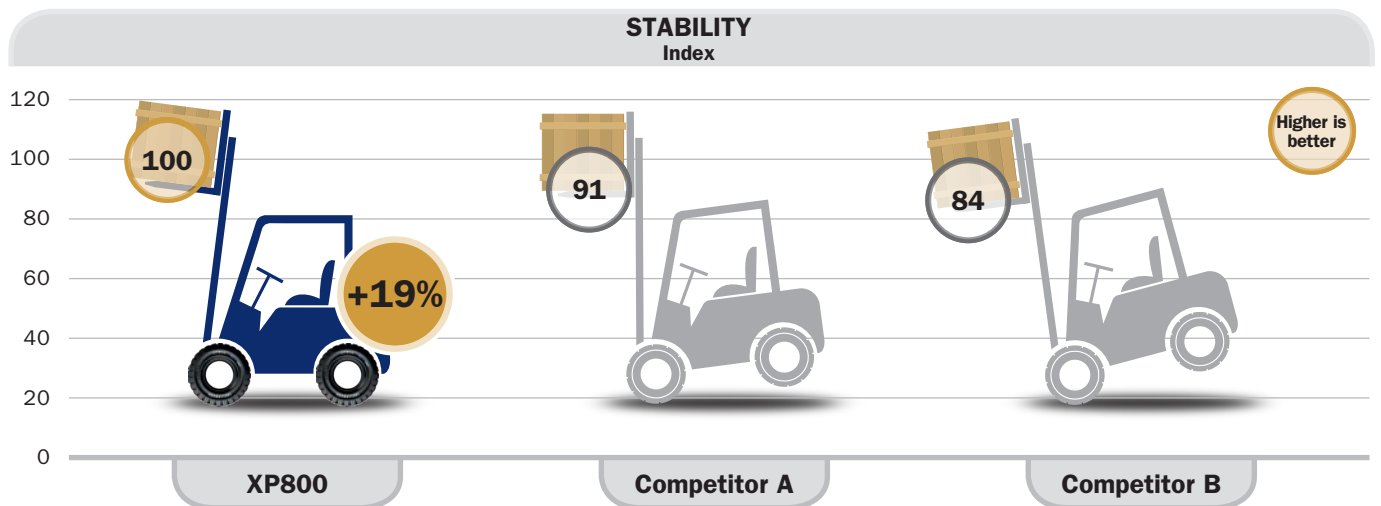 STABILITY
Index
120
100
80
60
40
20
0
100
+19%
91
84
Higher is
better
XP800
Competitor A
Competitor B